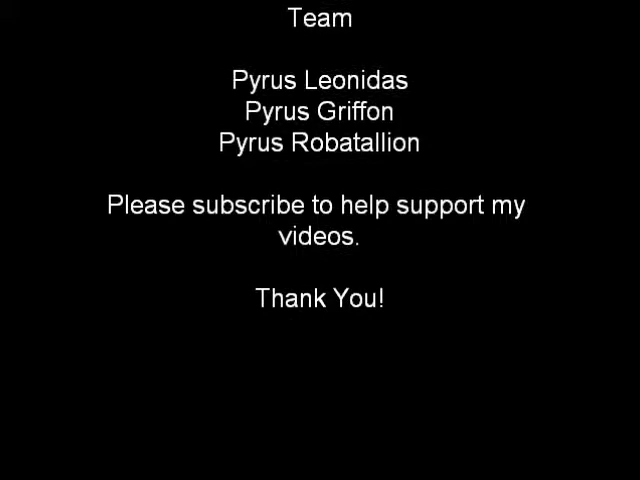 Team
Pyrus Leonidas
Pyrus Griffon
Pyrus Robatallion
Please subscribe to help support my
videos.
Thank You!